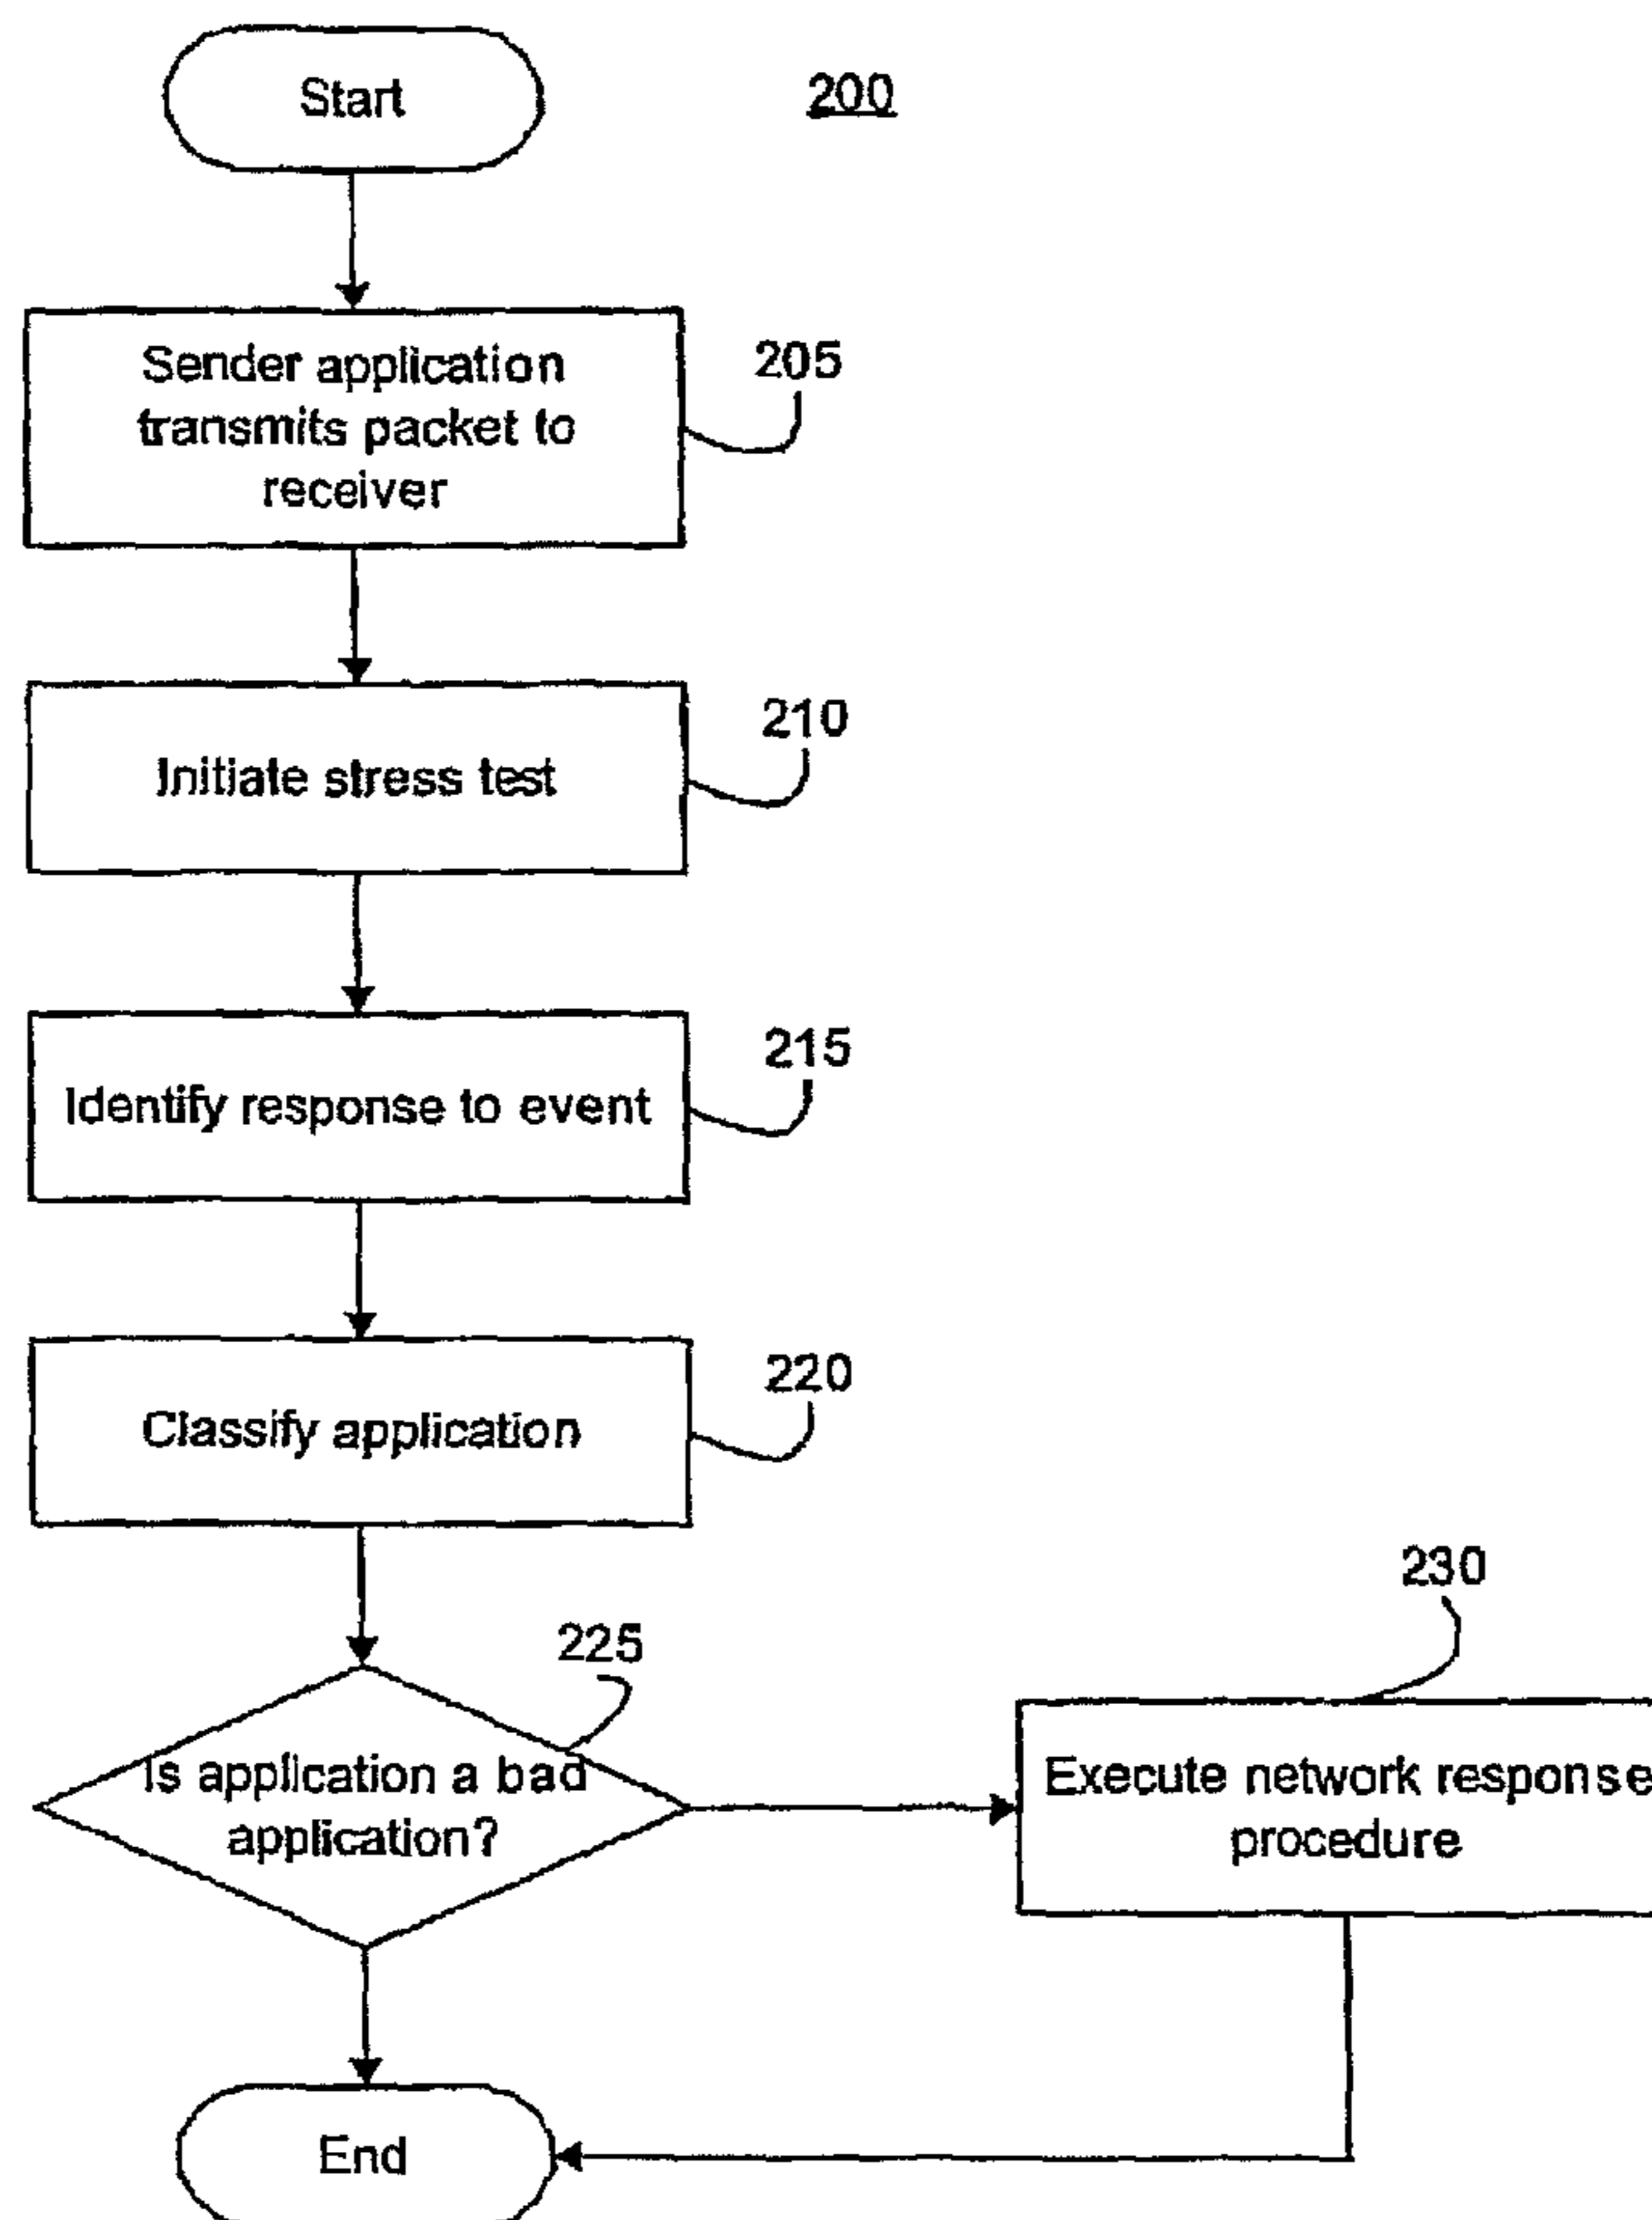 Start
200
Sender application
transmits packet to
receiver
205
Initiate stress test
210
Identify response to event
215
Classify application
220
Is application a bad
application?
225
Execute network response
procedure
230
End